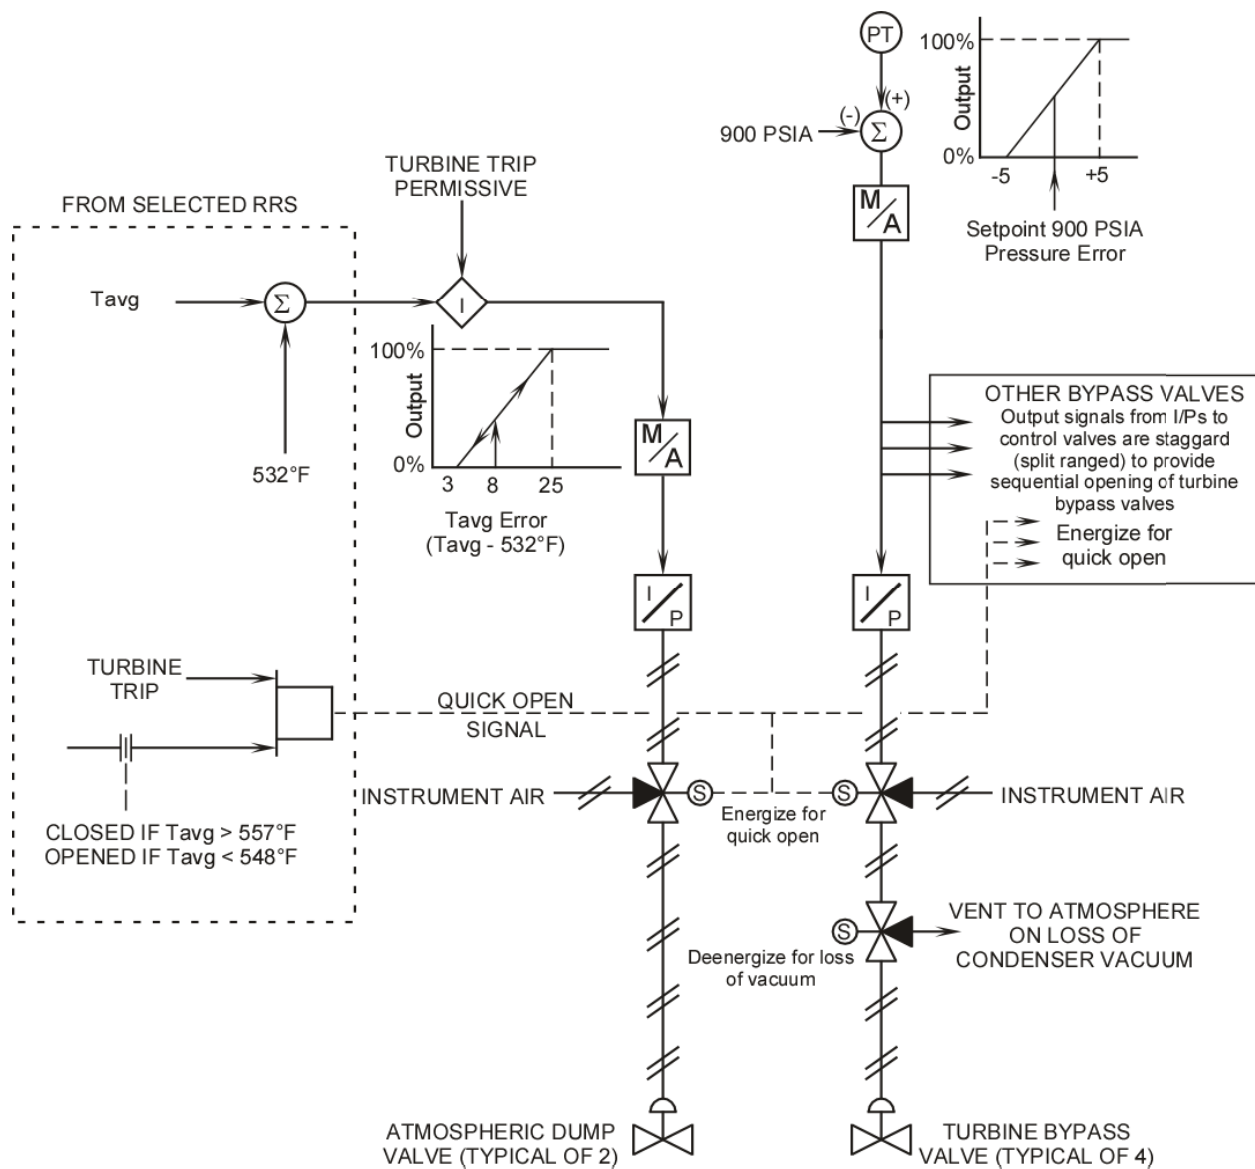 PT
100%
Output
0%
-5
+5
Setpoint 900 PSIA
Pressure Error
(-)
(+)
Σ
900 PSIA
M/A
TURBINE TRIP
PERMISSIVE
FROM SELECTED RRS
Tavg
Σ
I
532°F
100%
Output
0%
3
8
25
Tavg Error
(Tavg - 532°F)
M/A
OTHER BYPASS VALVES
Output signals from I/Ps to
control valves are staggard
(split ranged) to provide
sequential opening of turbine
bypass valves
Energize for
quick open
I/P
I/P
TURBINE
TRIP
QUICK OPEN
SIGNAL
CLOSED IF Tavg > 557°F
OPENED IF Tavg < 548°F
INSTRUMENT AIR
S
S
INSTRUMENT AIR
Energize for
quick open
S
Deenergize for loss
of vacuum
VENT TO ATMOSPHERE
ON LOSS OF
CONDENSER VACUUM
ATMOSPHERIC DUMP
VALVE (TYPICAL OF 2)
TURBINE BYPASS
VALVE (TYPICAL OF 4)